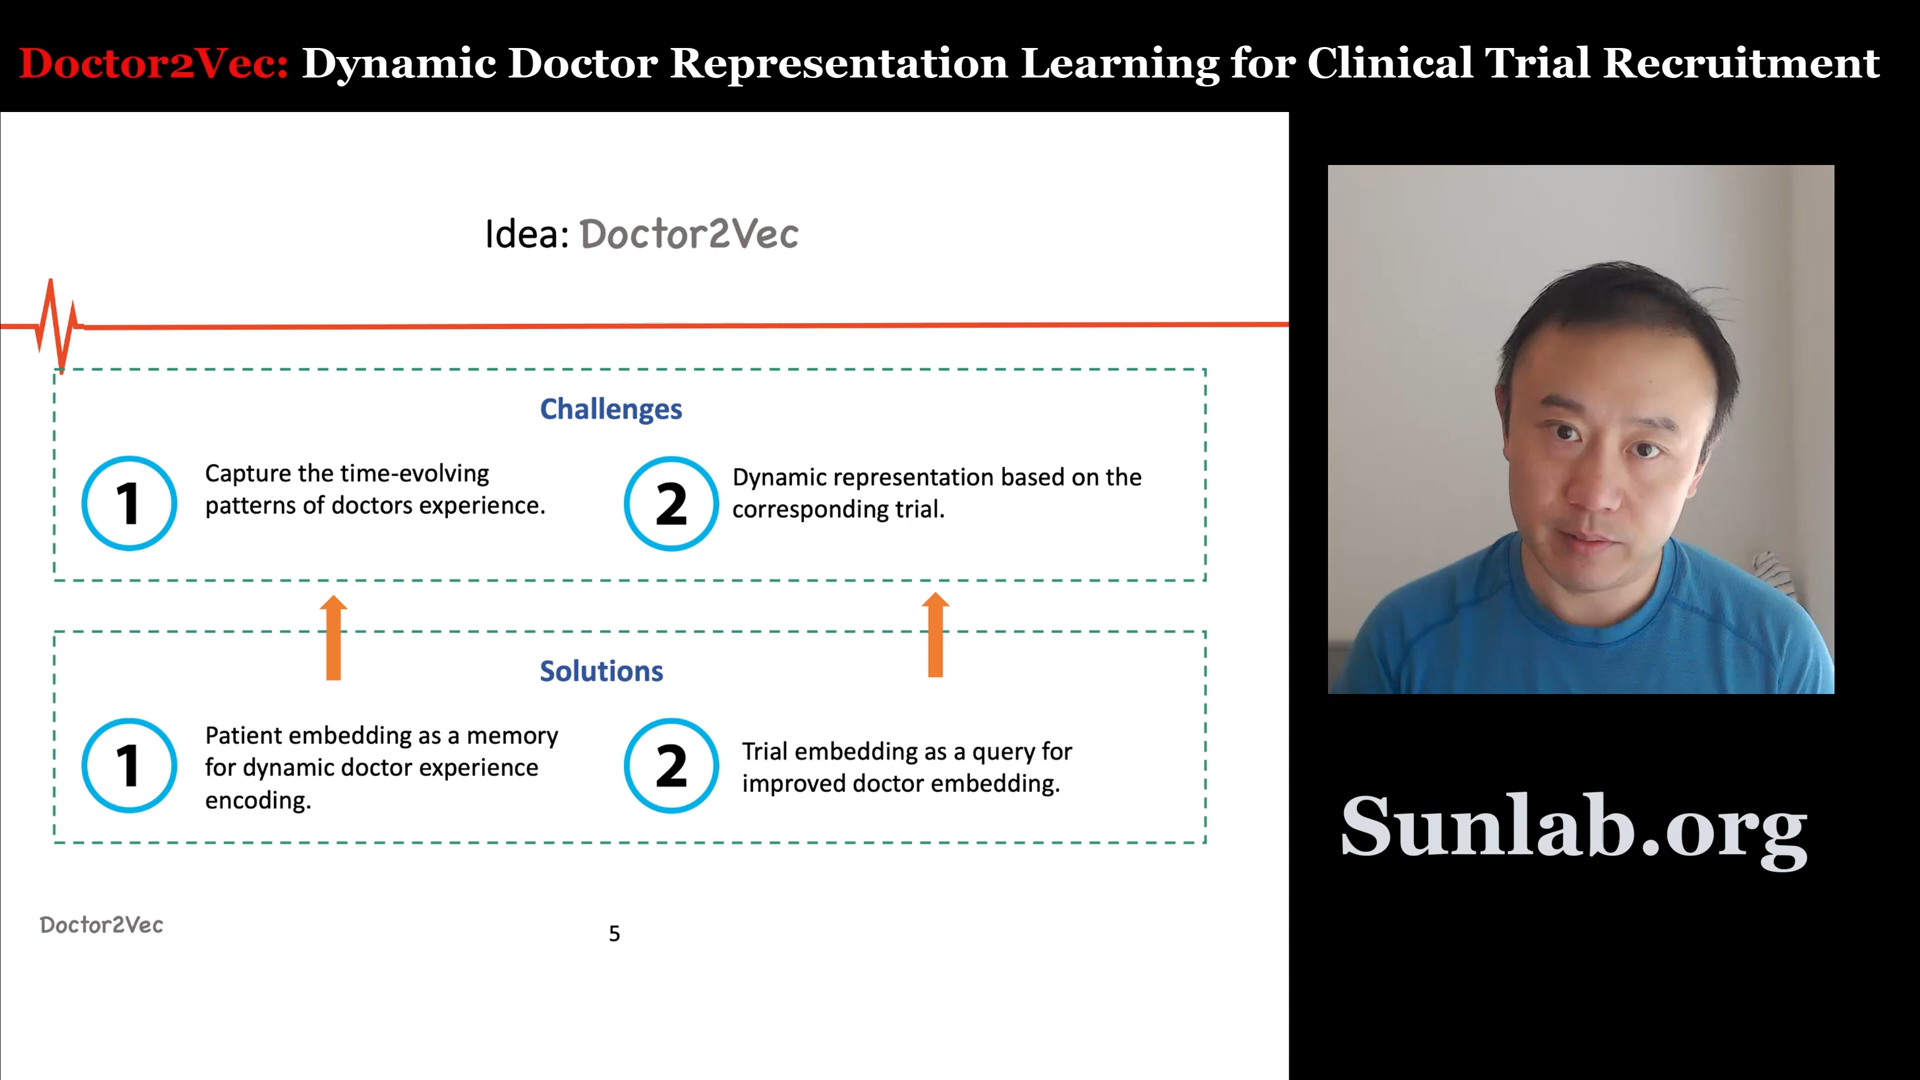 Doctor2Vec: Dynamic Doctor Representation Learning for Clinical Trial Recruitment
Idea: Doctor2Vec
Challenges
1
Capture the time-evolving
patterns of doctors experience.
2
Dynamic representation based on the
corresponding trial.
Solutions
1
Patient embedding as a memory
for dynamic doctor experience
encoding.
2
Trial embedding as a query for
improved doctor embedding.
Doctor2Vec
5
Sunlab.org